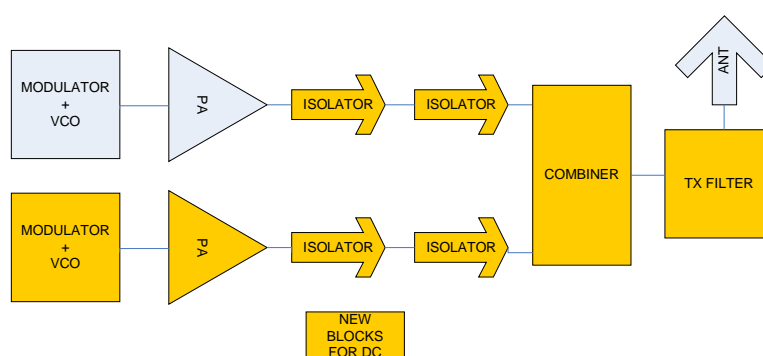 MODULATOR
+
VCO
PA
ISOLATOR
ISOLATOR
ANT
COMBINER
TX FILTER
MODULATOR
+
VCO
PA
ISOLATOR
ISOLATOR
NEW
BLOCKS
FOR DC